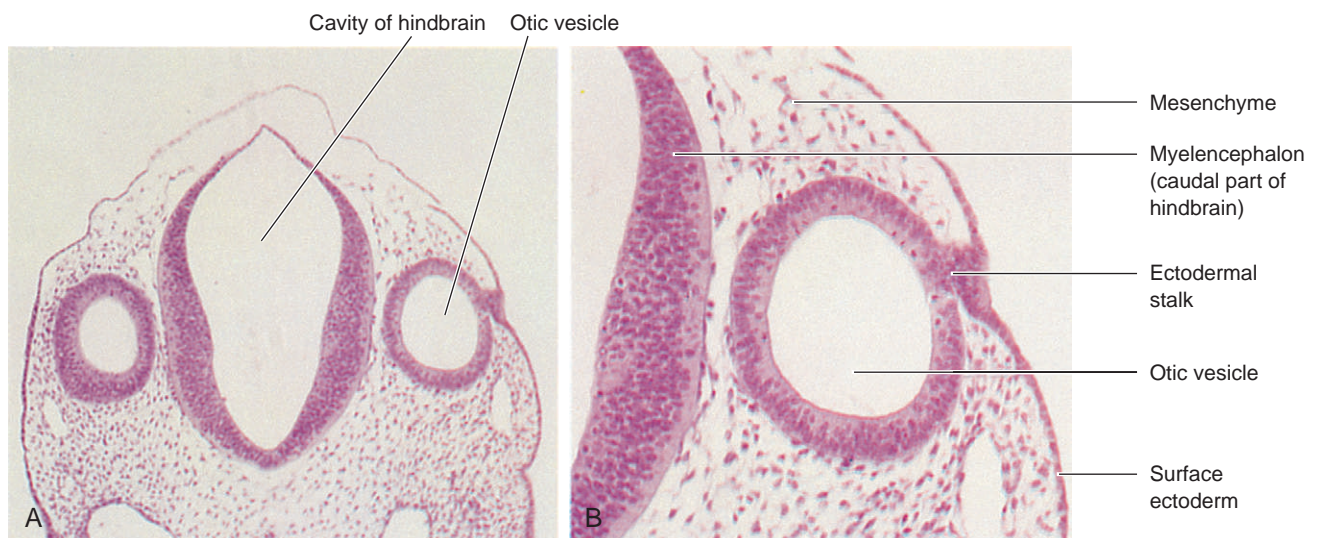 Cavity of hindbrain
Otic vesicle
A
B
Mesenchyme
Myelencephalon
(caudal part of
hindbrain)
Ectodermal
stalk
Otic vesicle
Surface
ectoderm